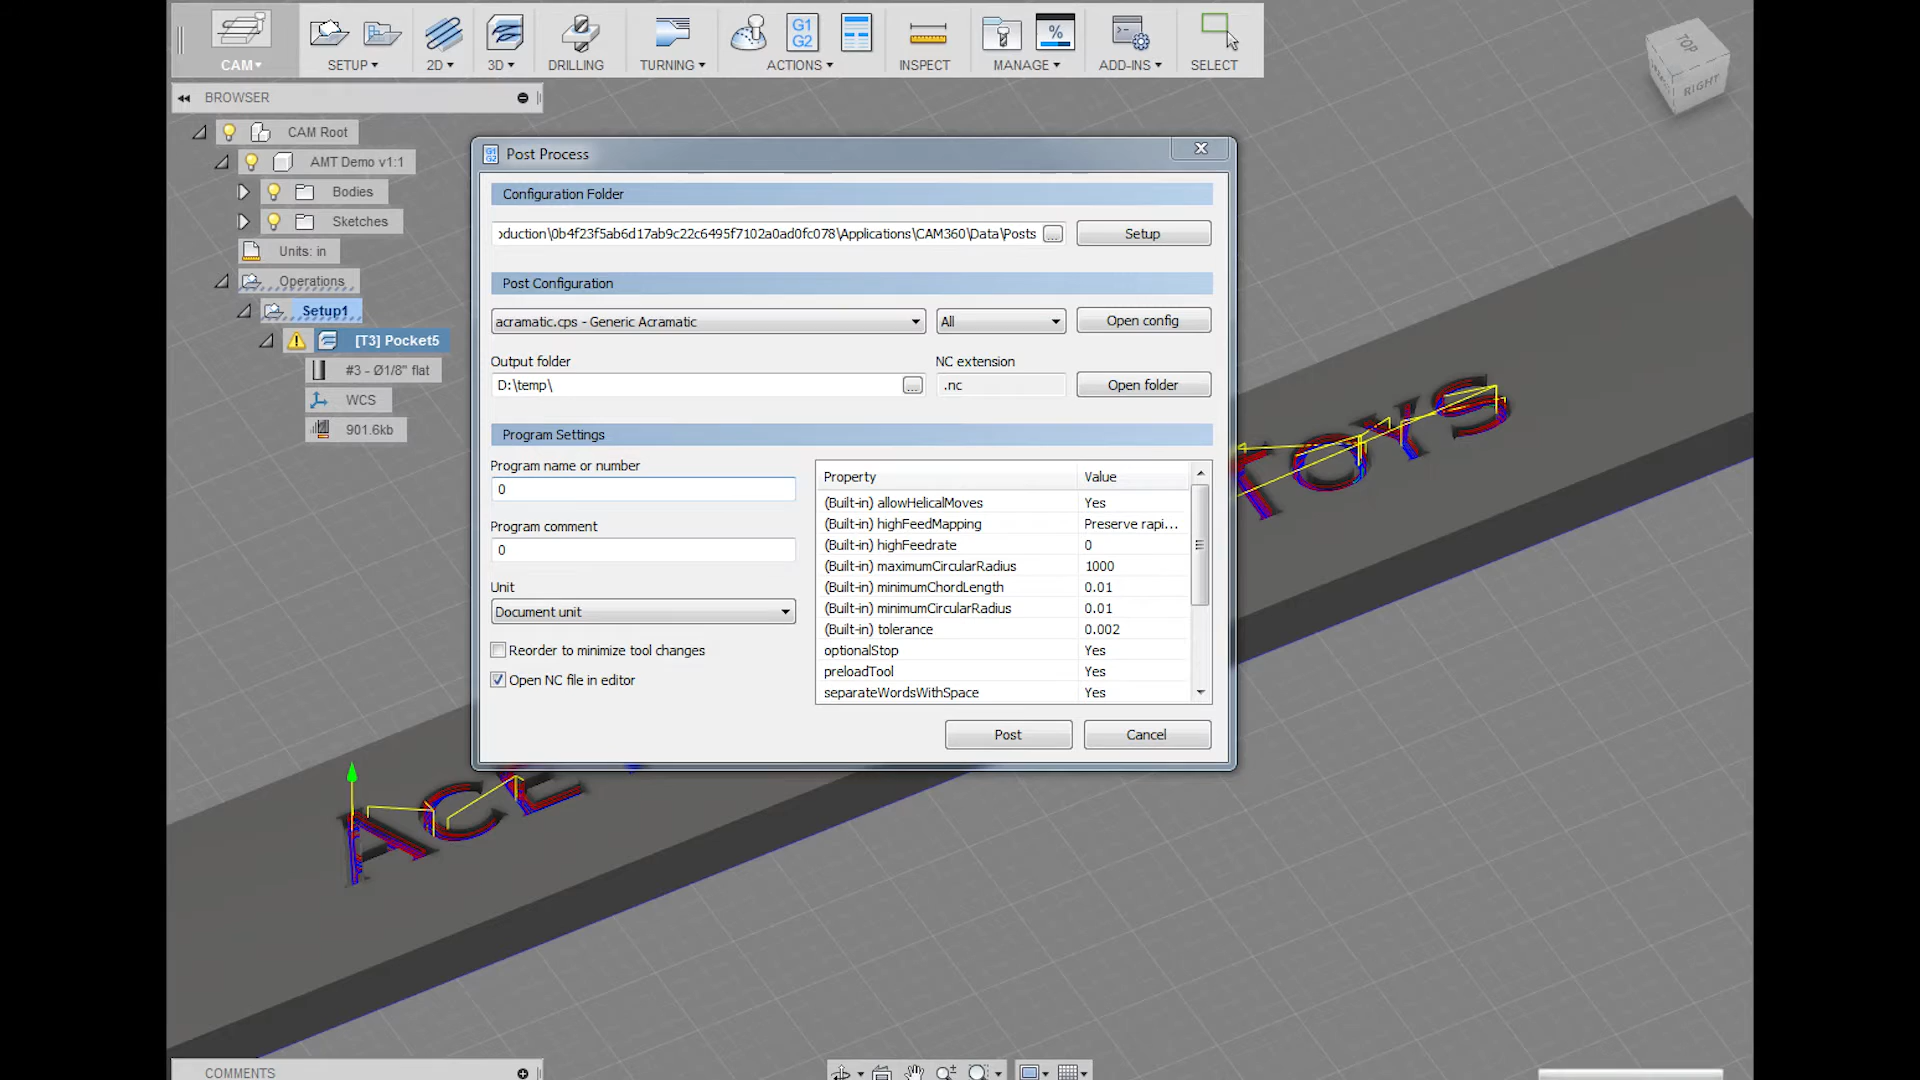 CAM
SETUP
2D
3D
DRILLING
G1
G2
TURNING
ACTIONS
INSPECT
%
MANAGE
ADD-INS
SELECT
TOP
RIGHT
BROWSER
CAM Root
AMT Demo v1:1
Bodies
Sketches
Units: in
Operations
Setup1
[T3] Pocket5
#3 - Ø1/8" flat
WCS
901.6kb
G1
G2
Post Process
Configuration Folder
oduction\0b4f23f5ab6d17ab9c22c6495f7102a0ad0fc078\Applications\CAM360\Data\Posts
...
Setup
Post Configuration
acramatic.cps - Generic Acramatic
All
Open config
Output folder
NC extension
D:\temp\
...
.nc
Open folder
Program Settings
Program name or number
0
Program comment
0
Unit
Document unit
Reorder to minimize tool changes
Open NC file in editor
Property Value
(Built-in) allowHelicalMoves Yes
(Built-in) highFeedMapping Preserve rapi...
(Built-in) highFeedrate 0
(Built-in) maximumCircularRadius 1000
(Built-in) minimumChordLength 0.01
(Built-in) minimumCircularRadius 0.01
(Built-in) tolerance 0.002
optionalStop Yes
preloadTool Yes
separateWordsWithSpace Yes
Post
Cancel
TOYS
ACE
COMMENTS